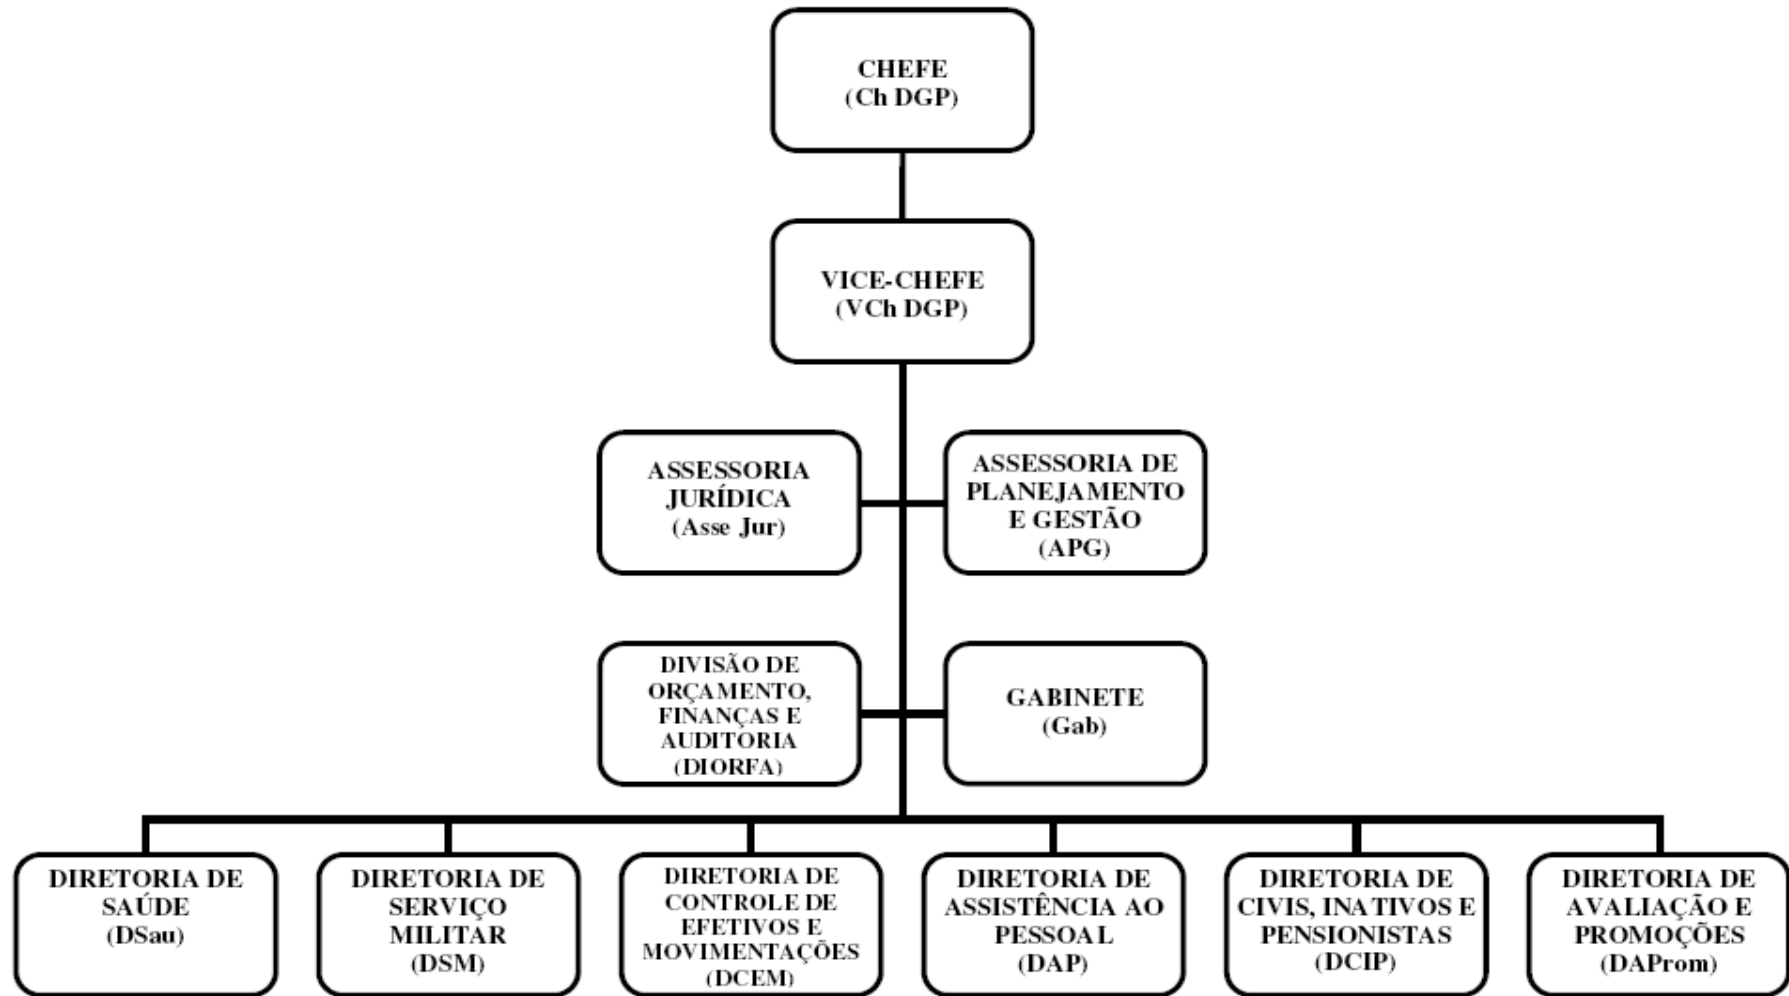 CHEFE
(Ch DGP)
VICE-CHEFE
(VCh DGP)
ASSESSORIA
JURÍDICA
(Asse Jur)
ASSESSORIA DE
PLANEJAMENTO
E GESTÃO
(APG)
DIVISÃO DE
ORÇAMENTO,
FINANÇAS E
AUDITORIA
(DIORFA)
GABINETE
(Gab)
DIRETORIA DE
SAÚDE
(DSau)
DIRETORIA DE
SERVIÇO
MILITAR
(DSM)
DIRETORIA DE
CONTROLE DE
EFETIVOS E
MOVIMENTAÇÕES
(DCEM)
DIRETORIA DE
ASSISTÊNCIA AO
PESSOAL
(DAP)
DIRETORIA DE
CIVIS, INATIVOS E
PENSIONISTAS
(DCIP)
DIRETORIA DE
AVALIAÇÃO E
PROMOÇÕES
(DAProm)